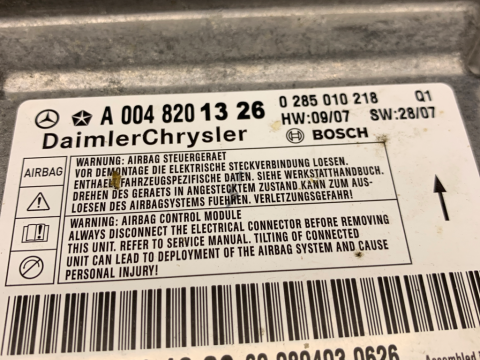 A 004 820 13 26 0 285 010 218 Q1
HW:09/07 SW:28/07
DaimlerChrysler BOSCH
AIRBAG
WARNUNG: AIRBAG STEUERGERAET
VOR DEMONTAGE DIE ELEKTRISCHE STECKVERBINDUNG LOESEN.
ENTHAELT FAHRZEUGSPEZIFISCHE DATEN. SIEHE WERKSTATTHANDBUCH.
DREHEN DES GERAETS IN ANGESTECKTEM ZUSTAND KANN ZUM AUS-
LOESEN DES AIRBAGSYSTEMS FUEHREN. VERLETZUNGSGEFAHR!
WARNING: AIRBAG CONTROL MODULE
ALWAYS DISCONNECT THE ELECTRICAL CONNECTOR BEFORE REMOVING
THIS UNIT. REFER TO SERVICE MANUAL. TILTING OF CONNECTED
UNIT CAN LEAD TO DEPLOYMENT OF THE AIRBAG SYSTEM AND CAUSE
PERSONAL INJURY!
Assembled